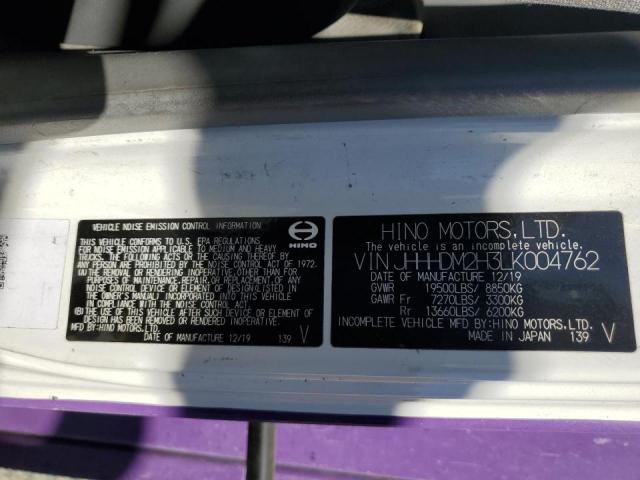 VEHICLE NOISE EMISSION CONTROL INFORMATION
HINO
THIS VEHICLE CONFORMS TO U.S. EPA REGULATIONS
FOR NOISE EMISSION APPLICABLE TO MEDIUM AND HEAVY
TRUCKS.
THE FOLLOWING ACTS OR THE CAUSING THEREOF BY ANY
PERSON ARE PROHIBITED BY THE NOISE CONTROL ACT OF 1972.
(A) THE REMOVAL OR RENDERING INOPERATIVE, OTHER THAN FOR
PURPOSES OF MAINTENANCE, REPAIR, OR REPLACEMENT, OF ANY
NOISE CONTROL DEVICE OR ELEMENT OF DESIGN (LISTED IN THE
OWNER'S MANUAL) INCORPORATED INTO THIS VEHICLE IN
COMPLIANCE WITH THE NOISE CONTROL ACT;
(B) THE USE OF THIS VEHICLE AFTER SUCH DEVICE OR ELEMENT OF
DESIGN HAS BEEN REMOVED OR RENDERED INOPERATIVE.
HINO MOTORS, LTD.
DATE OF MANUFACTURE 12/19 139 V
HINO MOTORS, LTD.
The vehicle is an incomplete vehicle.
VIN JHHHDM2H3LK004762
DATE OF MANUFACTURE 12/19
GVWR 19500LBS/ 8850KG
GAWR Fr 7270LBS/ 3300KG
Rr 13660LBS/ 6200KG
INCOMPLETE VEHICLE MFD. BY:HINO MOTORS,LTD.
MADE IN JAPAN 139 V